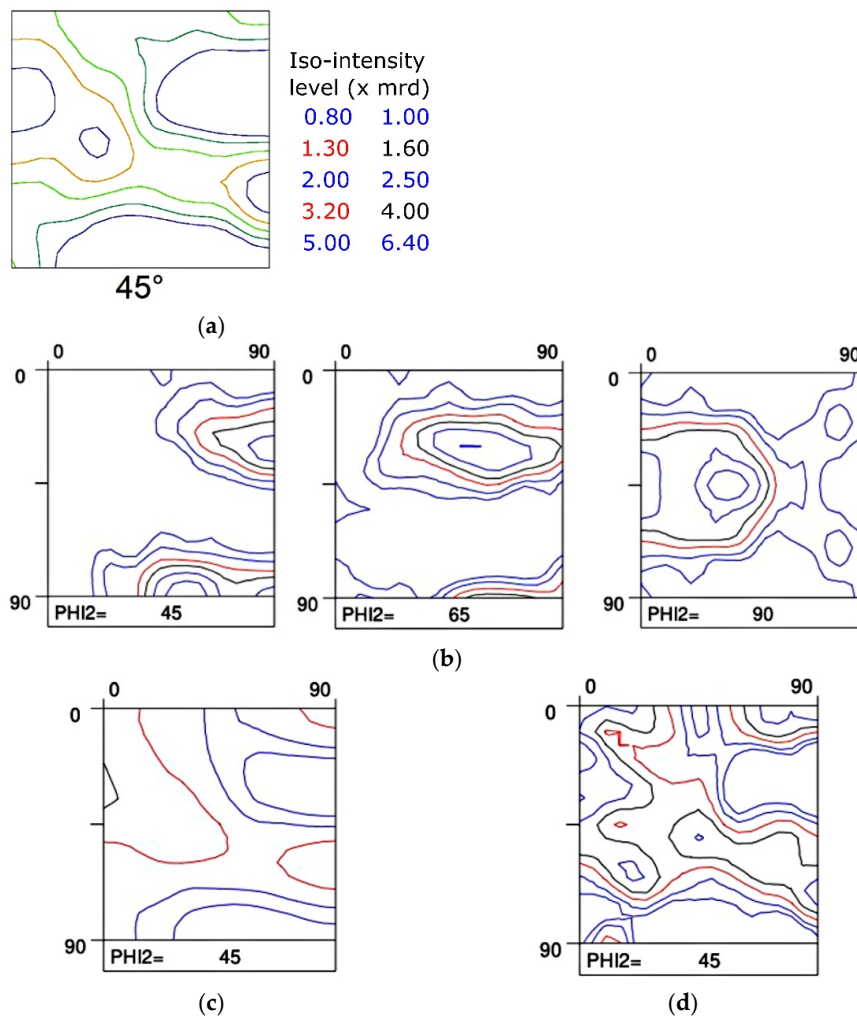 Iso-intensity
level (x mrd)
0.80 1.00
1.30 1.60
2.00 2.50
3.20 4.00
5.00 6.40
45°
(a)
0 90 0 90 0 90
0 0 0
90 90 90
PHI2= 45 PHI2= 65 PHI2= 90
(b)
0 90 0 90
0 0
90 90
PHI2= 45 PHI2= 45
(c) (d)